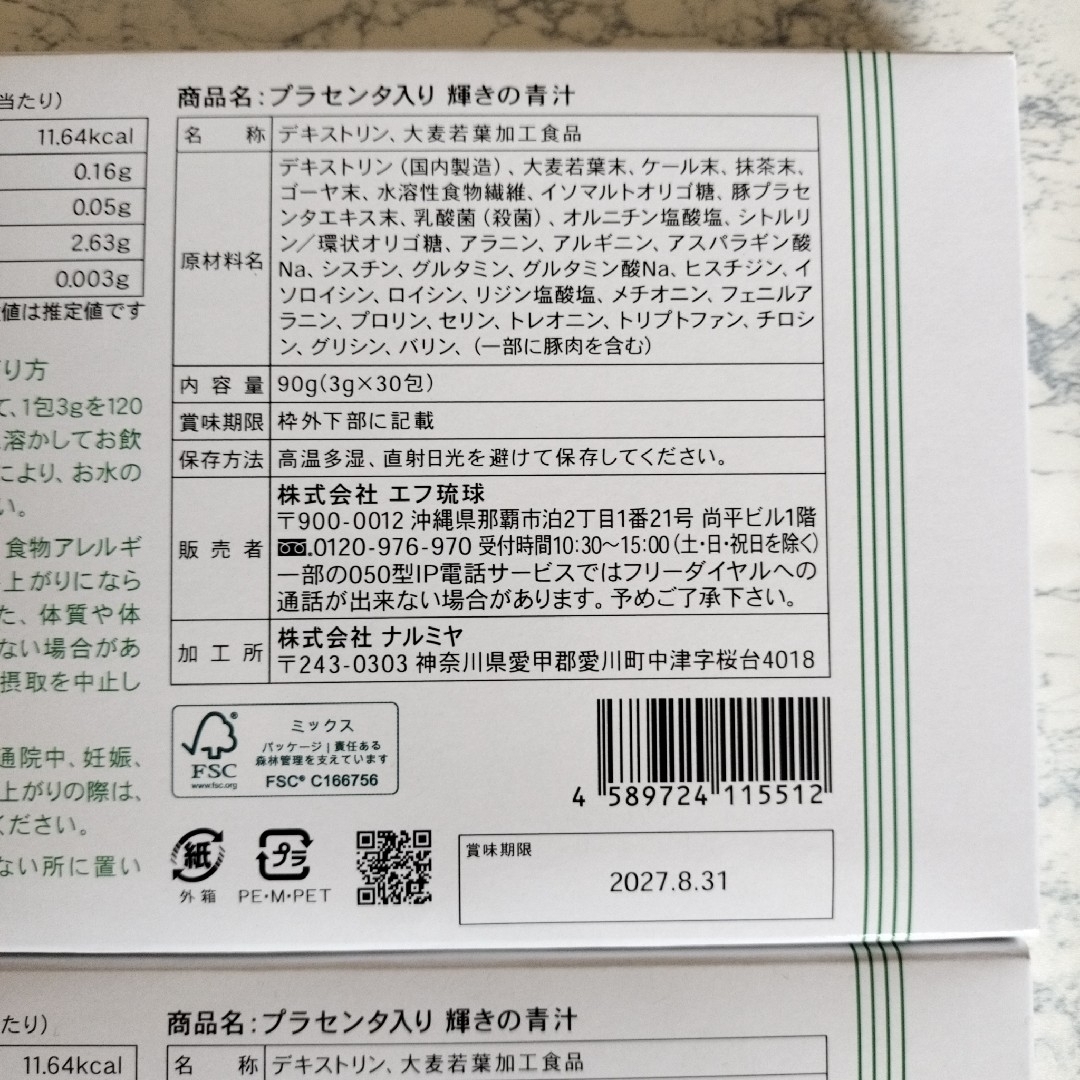 当たり)
11.64kcal
0.16g
0.05g
2.63g
0.003g
値は推定値です
り方
て、1包3gを120
溶かしてお飲
により、お水の
い。
食物アレルギ
上がりになら
た、体質や体
ない場合があ
摂取を中止し
通院中、妊娠、
上がりの際は、
ください。
ない所に置い
商品名:プラセンタ入り 輝きの青汁
名称 デキストリン、大麦若葉加工食品
原材料名
デキストリン(国内製造)、大麦若葉末、ケール末、抹茶末、
ゴーヤ末、水溶性食物繊維、イソマルトオリゴ糖、豚プラセ
ンタエキス末、乳酸菌(殺菌)、オルニチン塩酸塩、シトルリ
ン/環状オリゴ糖、アラニン、アルギニン、アスパラギン酸
Na、シスチン、グルタミン、グルタミン酸Na、ヒスチジン、イ
ソロイシン、ロイシン、リジン塩酸塩、メチオニン、フェニルア
ラニン、プロリン、セリン、トレオニン、トリプトファン、チロシ
ン、グリシン、バリン、(一部に豚肉を含む)
内容量 90g(3g×30包)
賞味期限 枠外下部に記載
保存方法 高温多湿、直射日光を避けて保存してください。
販売者
株式会社 エフ琉球
〒900-0012 沖縄県那覇市泊2丁目1番21号 尚平ビル1階
.0120-976-970 受付時間10:30〜15:00(土・日・祝日を除く)
一部の050型IP電話サービスではフリーダイヤルへの
通話が出来ない場合があります。予めご了承下さい。
加工所
株式会社 ナルミヤ
〒243-0303 神奈川県愛甲郡愛川町中津字桜台4018
FSC
www.fsc.org
ミックス
パッケージ|責任ある
森林管理を支えています
FSC® C166756
4 589724 115512
紙
外箱
プラ
PE・M・PET
賞味期限
2027.8.31
たり)
11.64kcal
商品名:プラセンタ入り 輝きの青汁
名称 デキストリン、大麦若葉加工食品